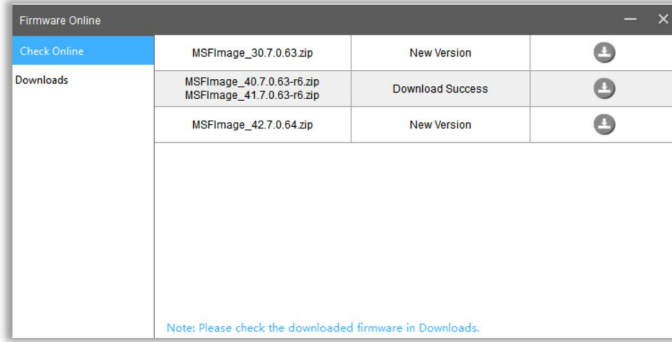 Firmware Online
Check Online
Downloads
MSFImage_30.7.0.63.zip New Version
MSFImage_40.7.0.63-r6.zip
MSFImage_41.7.0.63-r6.zip Download Success
MSFImage_42.7.0.64.zip New Version
Note: Please check the downloaded firmware in Downloads.